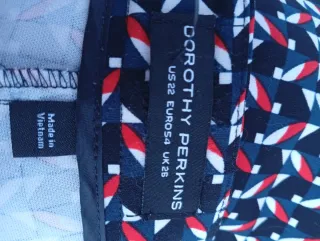 DOROTHY PERKINS
US22 EURO54 UK26
Made in
Vietnam